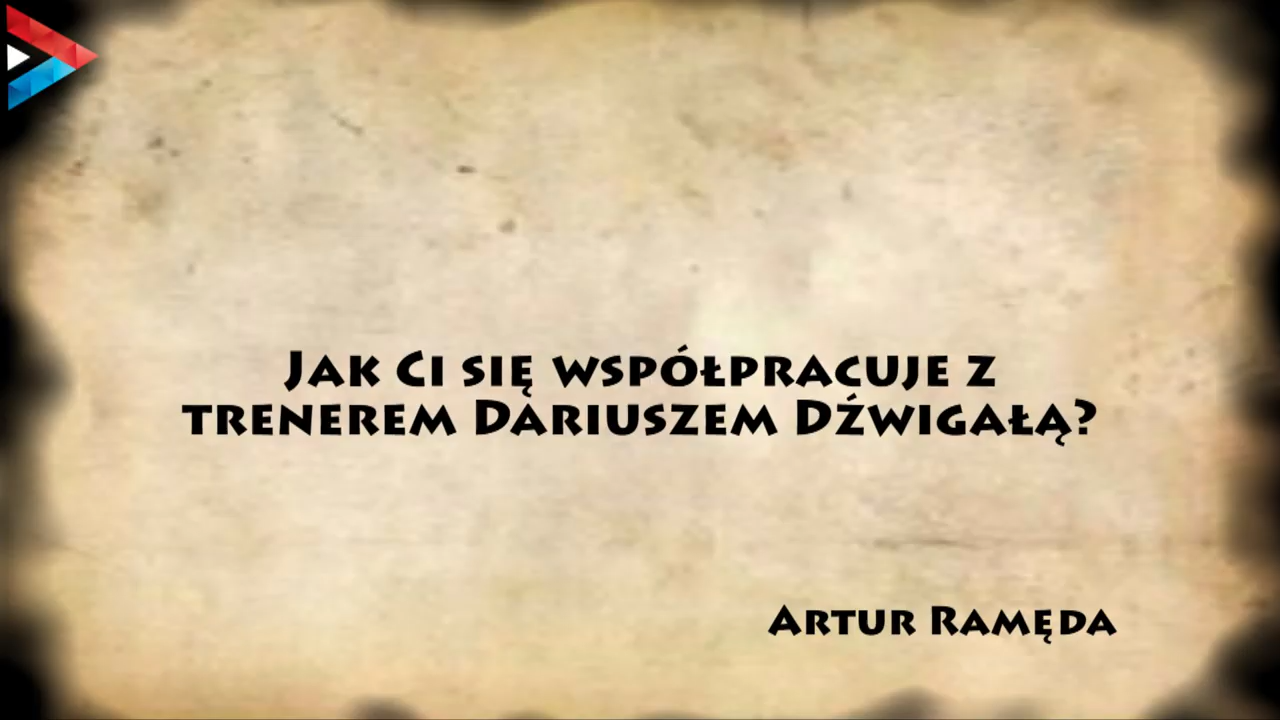 Jak Ci się współpracuje z
trenerem Dariuszem Dźwigałą?
Artur Ramęda